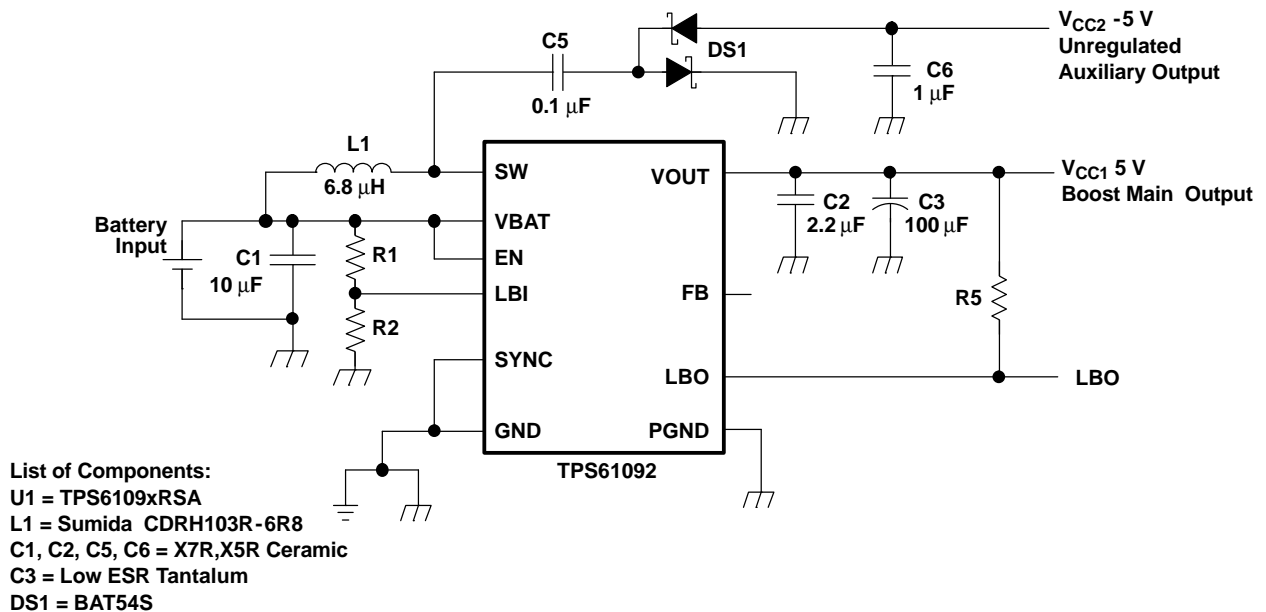 C5
0.1 μF
DS1
C6
1 μF
VCC2 -5 V
Unregulated
Auxiliary Output
L1
6.8 μH
SW
VOUT
C2
2.2 μF
C3
100 μF
VCC1 5 V
Boost Main Output
Battery
Input
VBAT
C1
10 μF
R1
EN
LBI
FB
R5
R2
SYNC
LBO
LBO
GND
PGND
TPS61092
List of Components:
U1 = TPS6109xRSA
L1 = Sumida CDRH103R-6R8
C1, C2, C5, C6 = X7R,X5R Ceramic
C3 = Low ESR Tantalum
DS1 = BAT54S